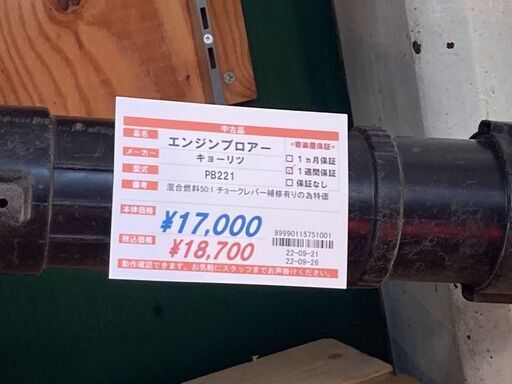 中古品
品名 エンジンブロアー
メーカー キョーリツ
型式 PB221
備考 混合燃料50:1 チョークレバー補修有りの為特価
*寄楽屋保証*
1ヵ月保証
1週間保証
保証なし
本体価格 ¥17,000
税込価格 ¥18,700
99990115751001
22-09-21
22-09-26
動作確認できます。お気軽にスタッフまでお声掛けください。